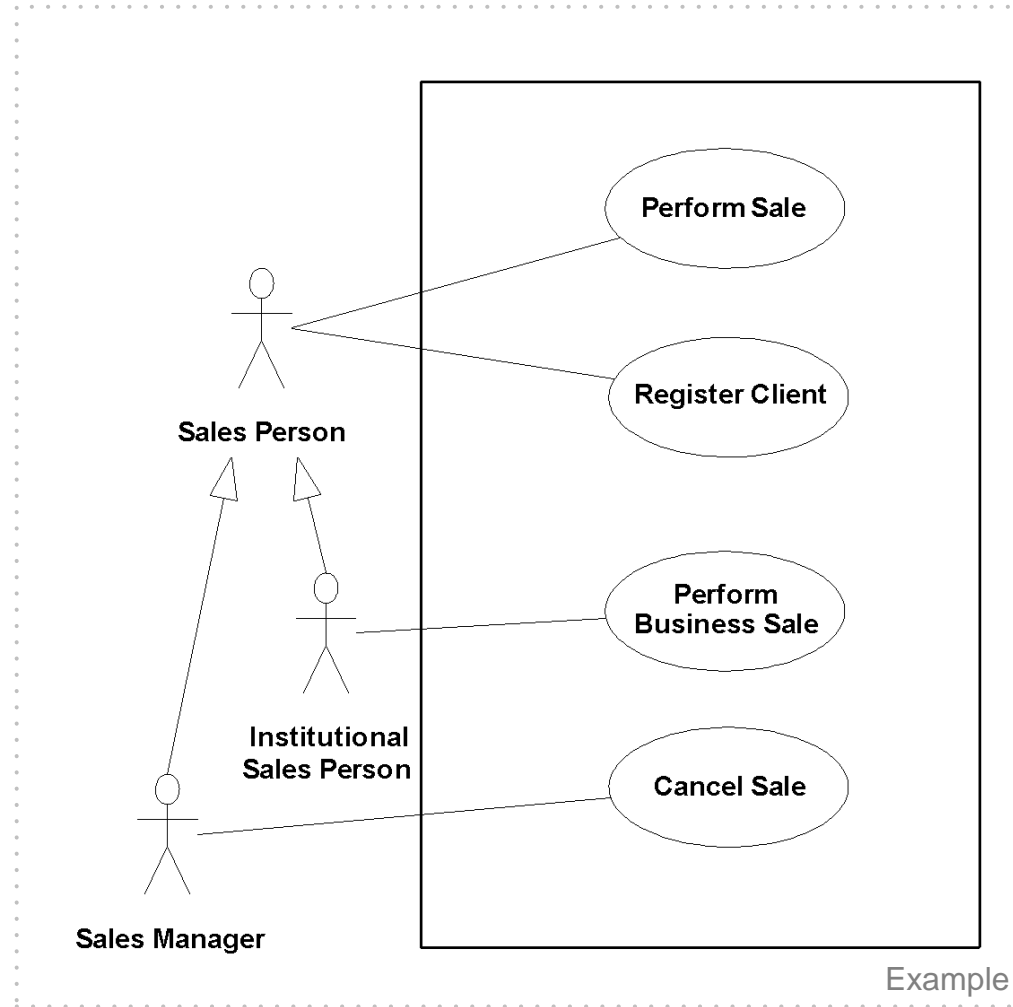 Perform Sale
Register Client
Sales Person
Perform
Business Sale
Institutional
Sales Person
Cancel Sale
Sales Manager
Example